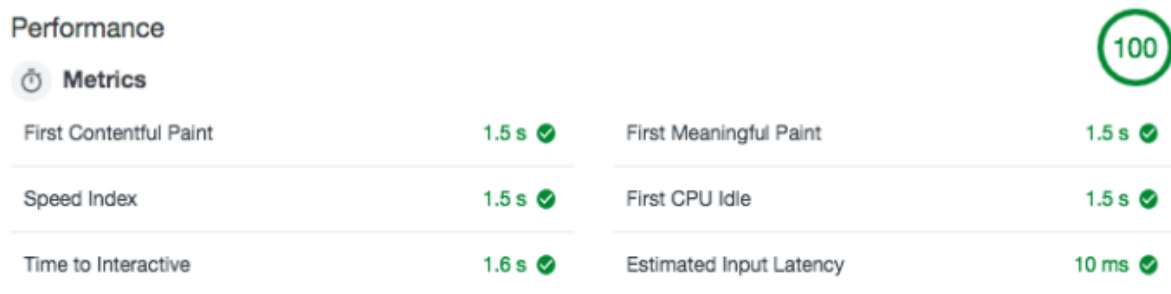 Performance
100
Metrics
First Contentful Paint 1.5 s
First Meaningful Paint 1.5 s
Speed Index 1.5 s
First CPU Idle 1.5 s
Time to Interactive 1.6 s
Estimated Input Latency 10 ms